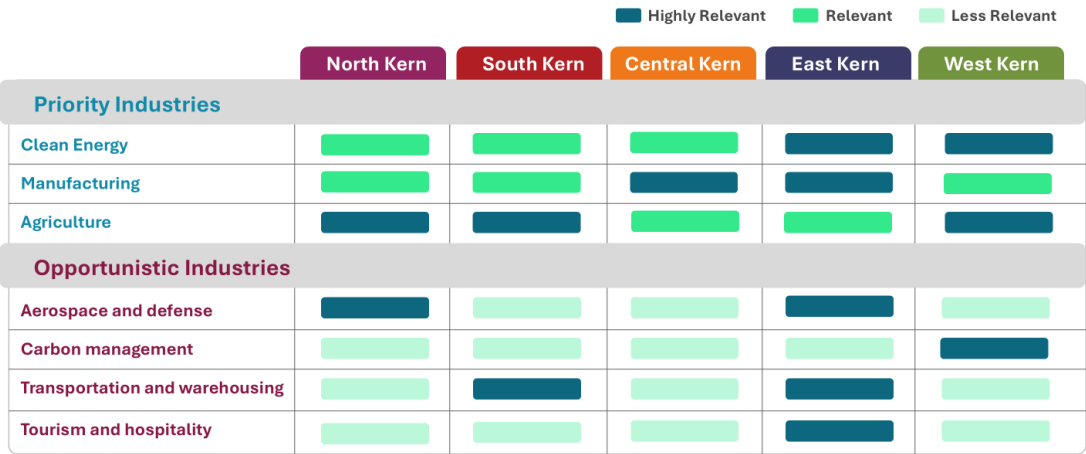 Highly Relevant Relevant Less Relevant
North Kern South Kern Central Kern East Kern West Kern
Priority Industries
Clean Energy
Manufacturing
Agriculture
Opportunistic Industries
Aerospace and defense
Carbon management
Transportation and warehousing
Tourism and hospitality